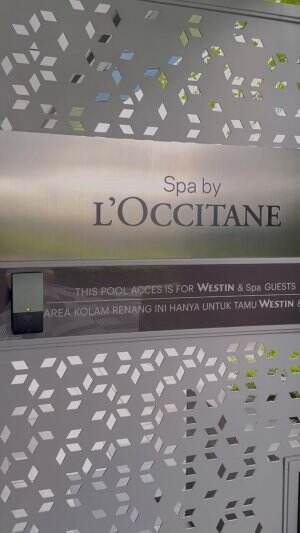 Spa by
L'OCCITANE
THIS POOL ACCES IS FOR WESTIN & Spa GUESTS
AREA KOLAM RENANG INI HANYA UNTUK TAMU WESTIN &